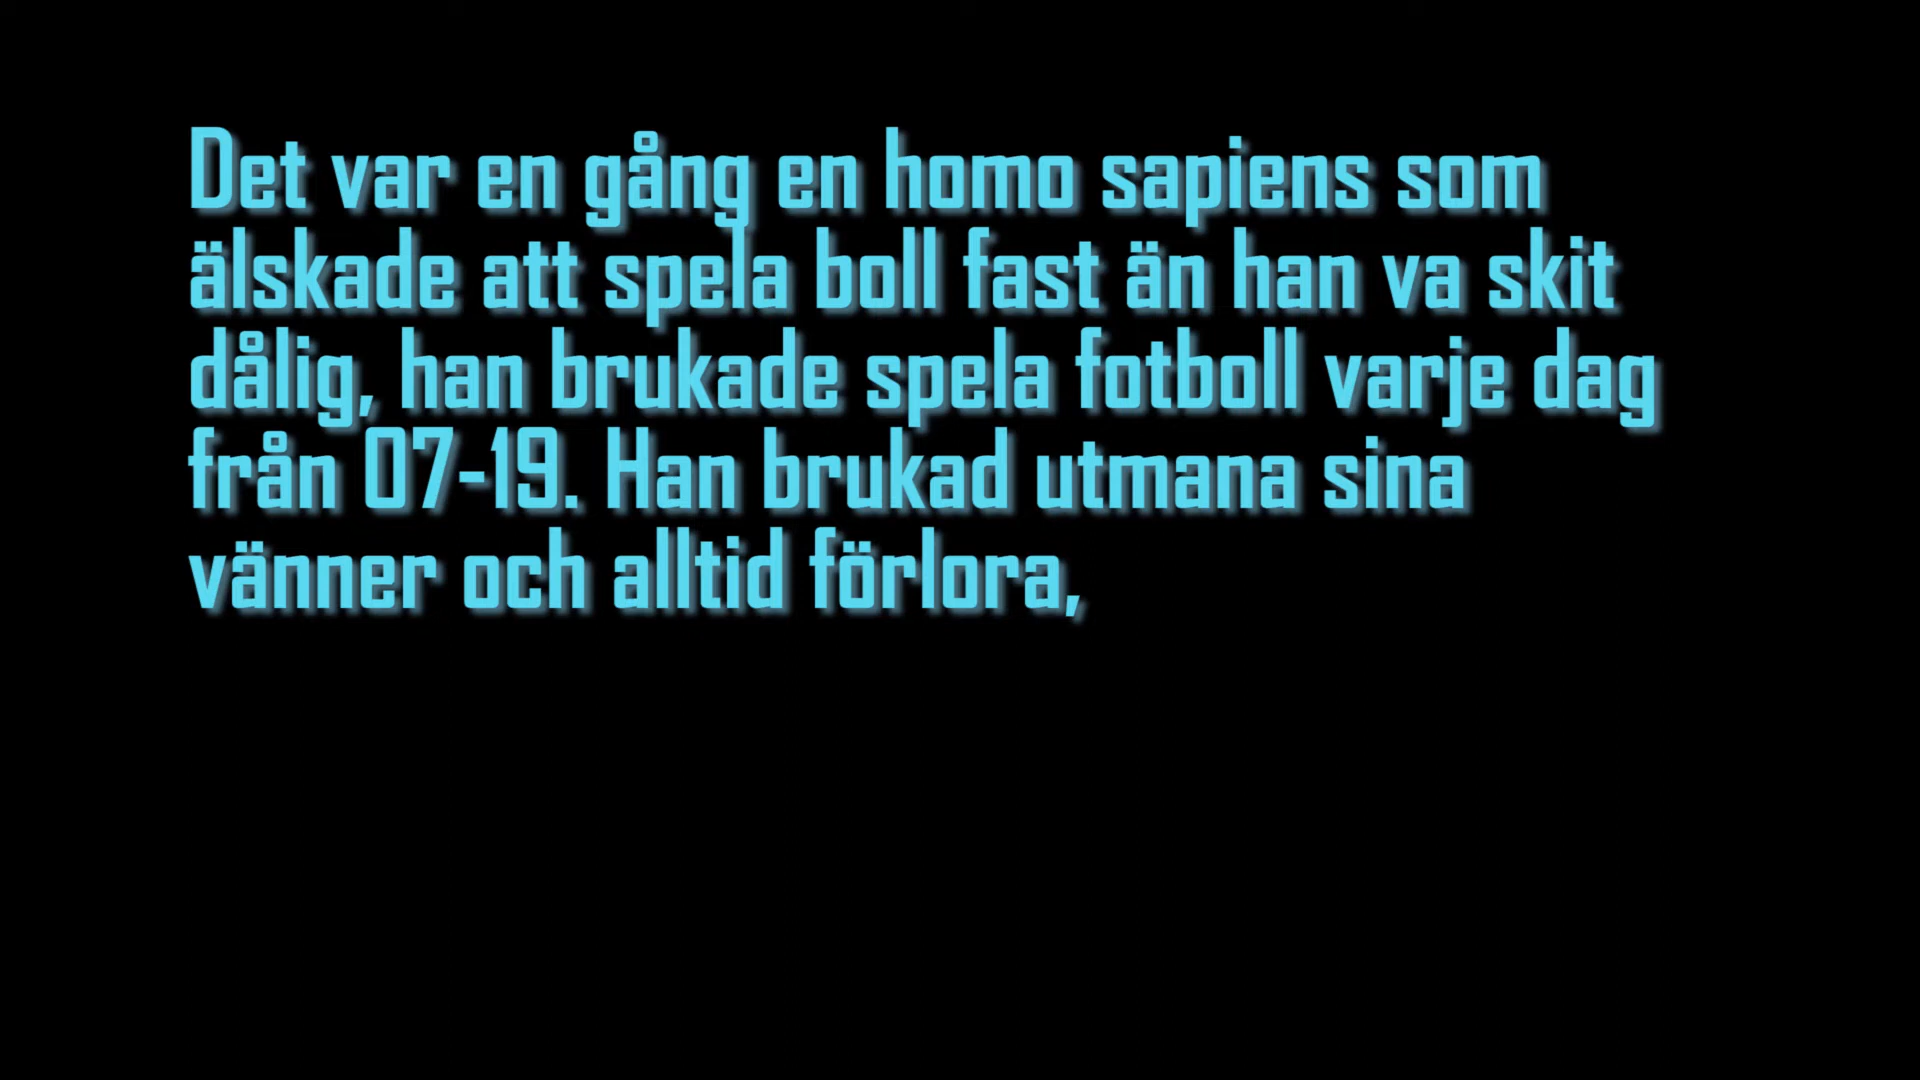 Det var en gång en homo sapiens som
älskade att spela boll fast än han va skit
dålig, han brukade spela fotboll varje dag
från 07-19. Han brukad utmana sina
vänner och alltid förlora,